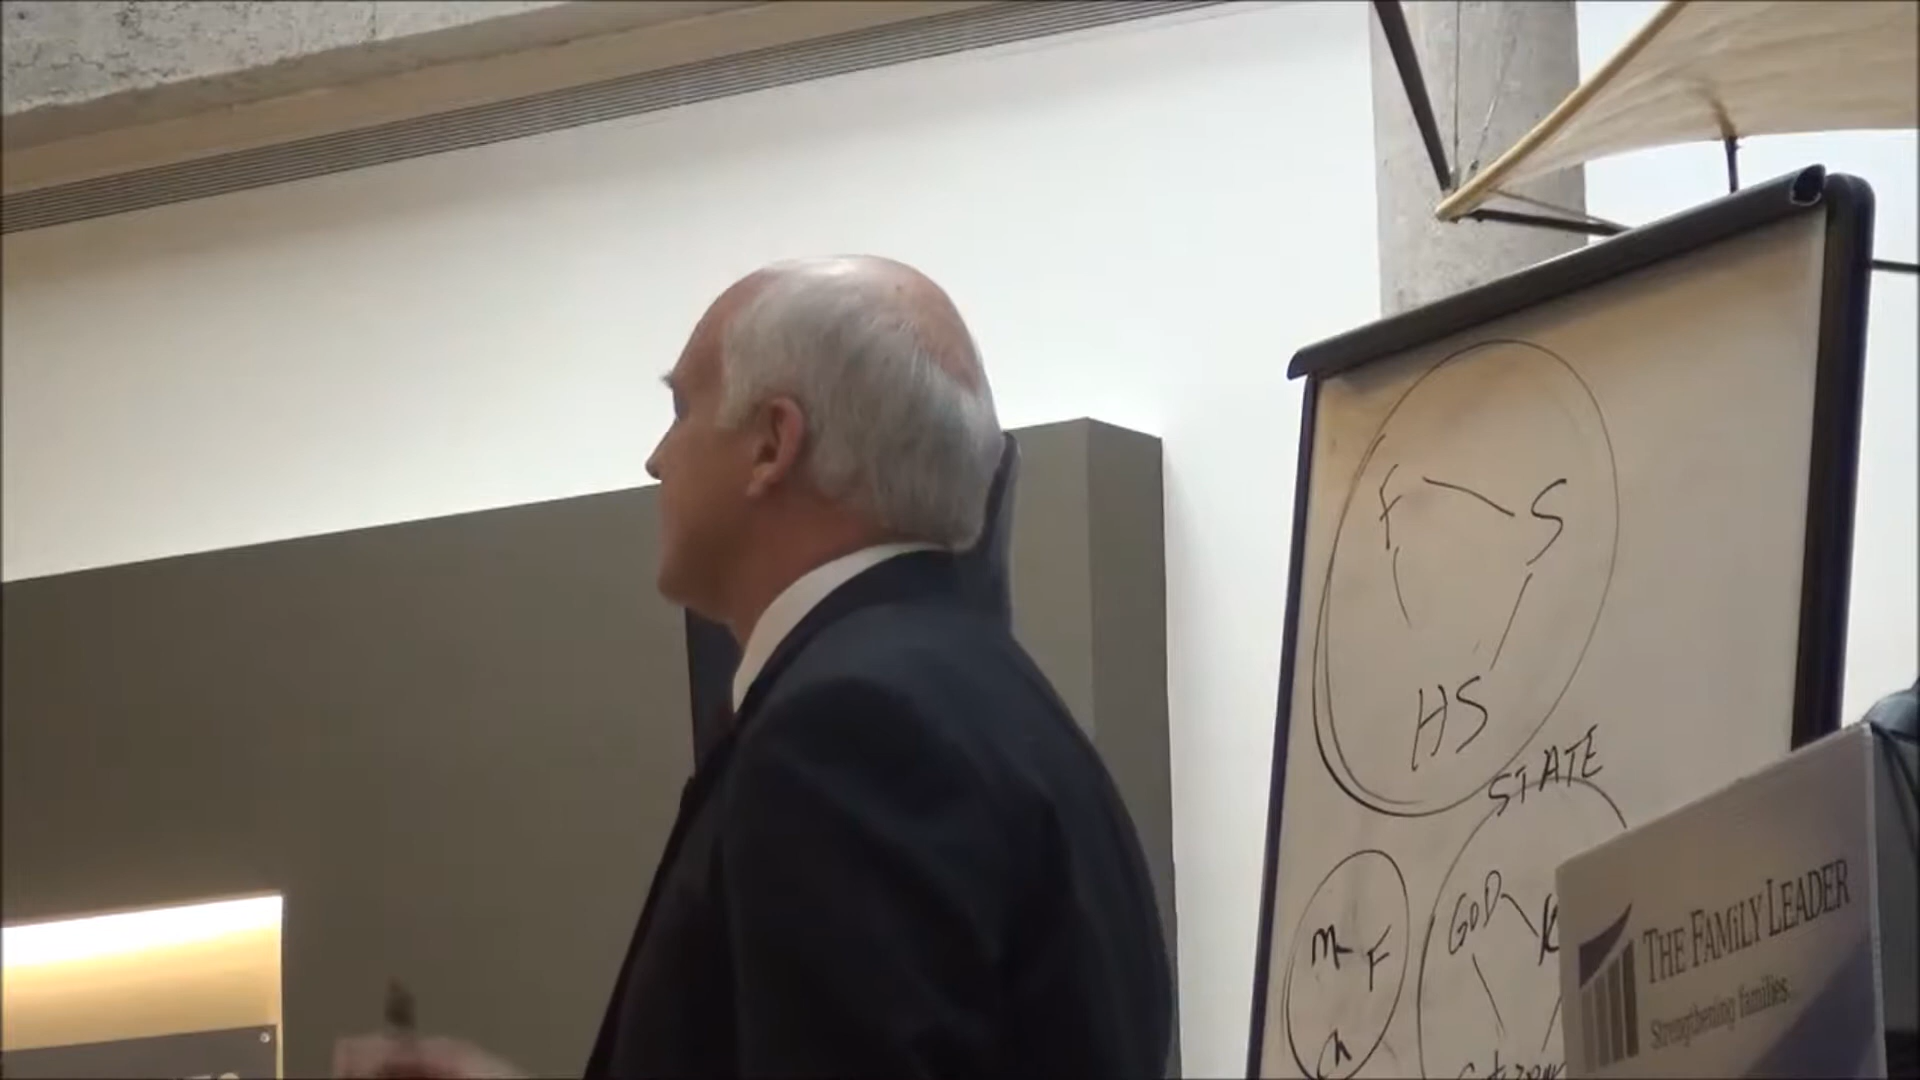 F S
HS
STATE
GOD K
M F
THE FAMiLY LEADER
Strengthening families.